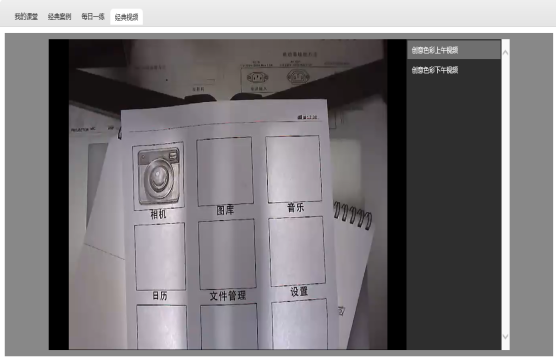 我的课堂 经典案例 每日一练 经典视频
创意色彩上午视频
创意色彩下午视频
相机 图库 音乐
日历 文件管理 设置